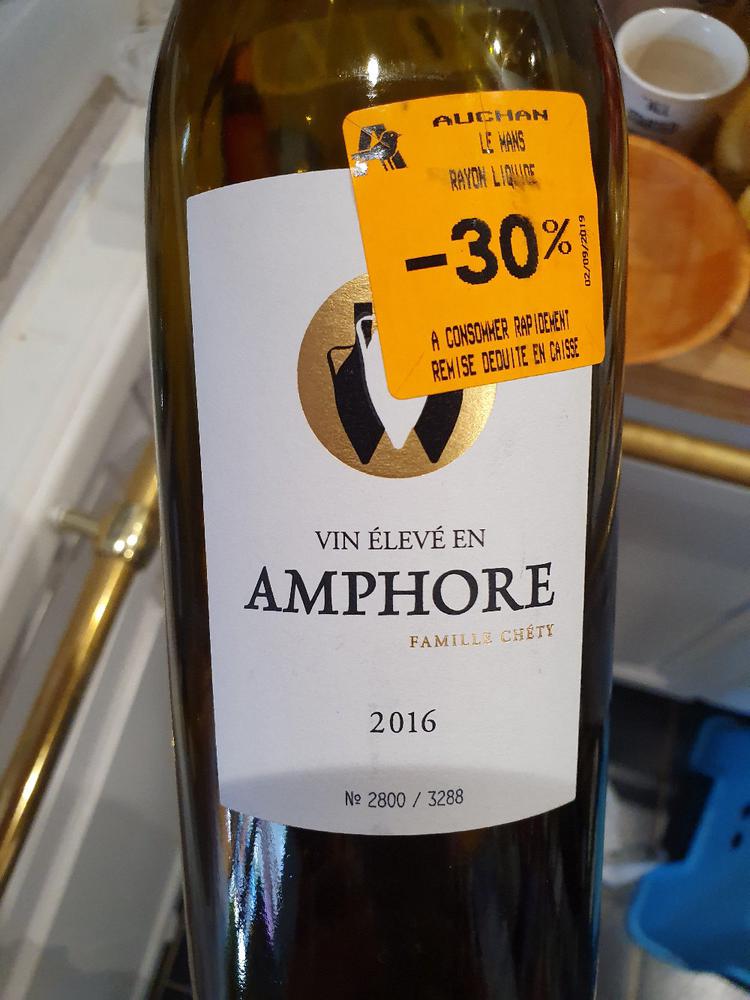 AUCHAN
LE MANS
RAYON LIQUIDE
-30%
02/09/2019
A CONSOMMER RAPIDEMENT
REMISE DEDUITE EN CAISSE
VIN ÉLEVÉ EN
AMPHORE
FAMILLE CHÉTY
2016
№ 2800 / 3288